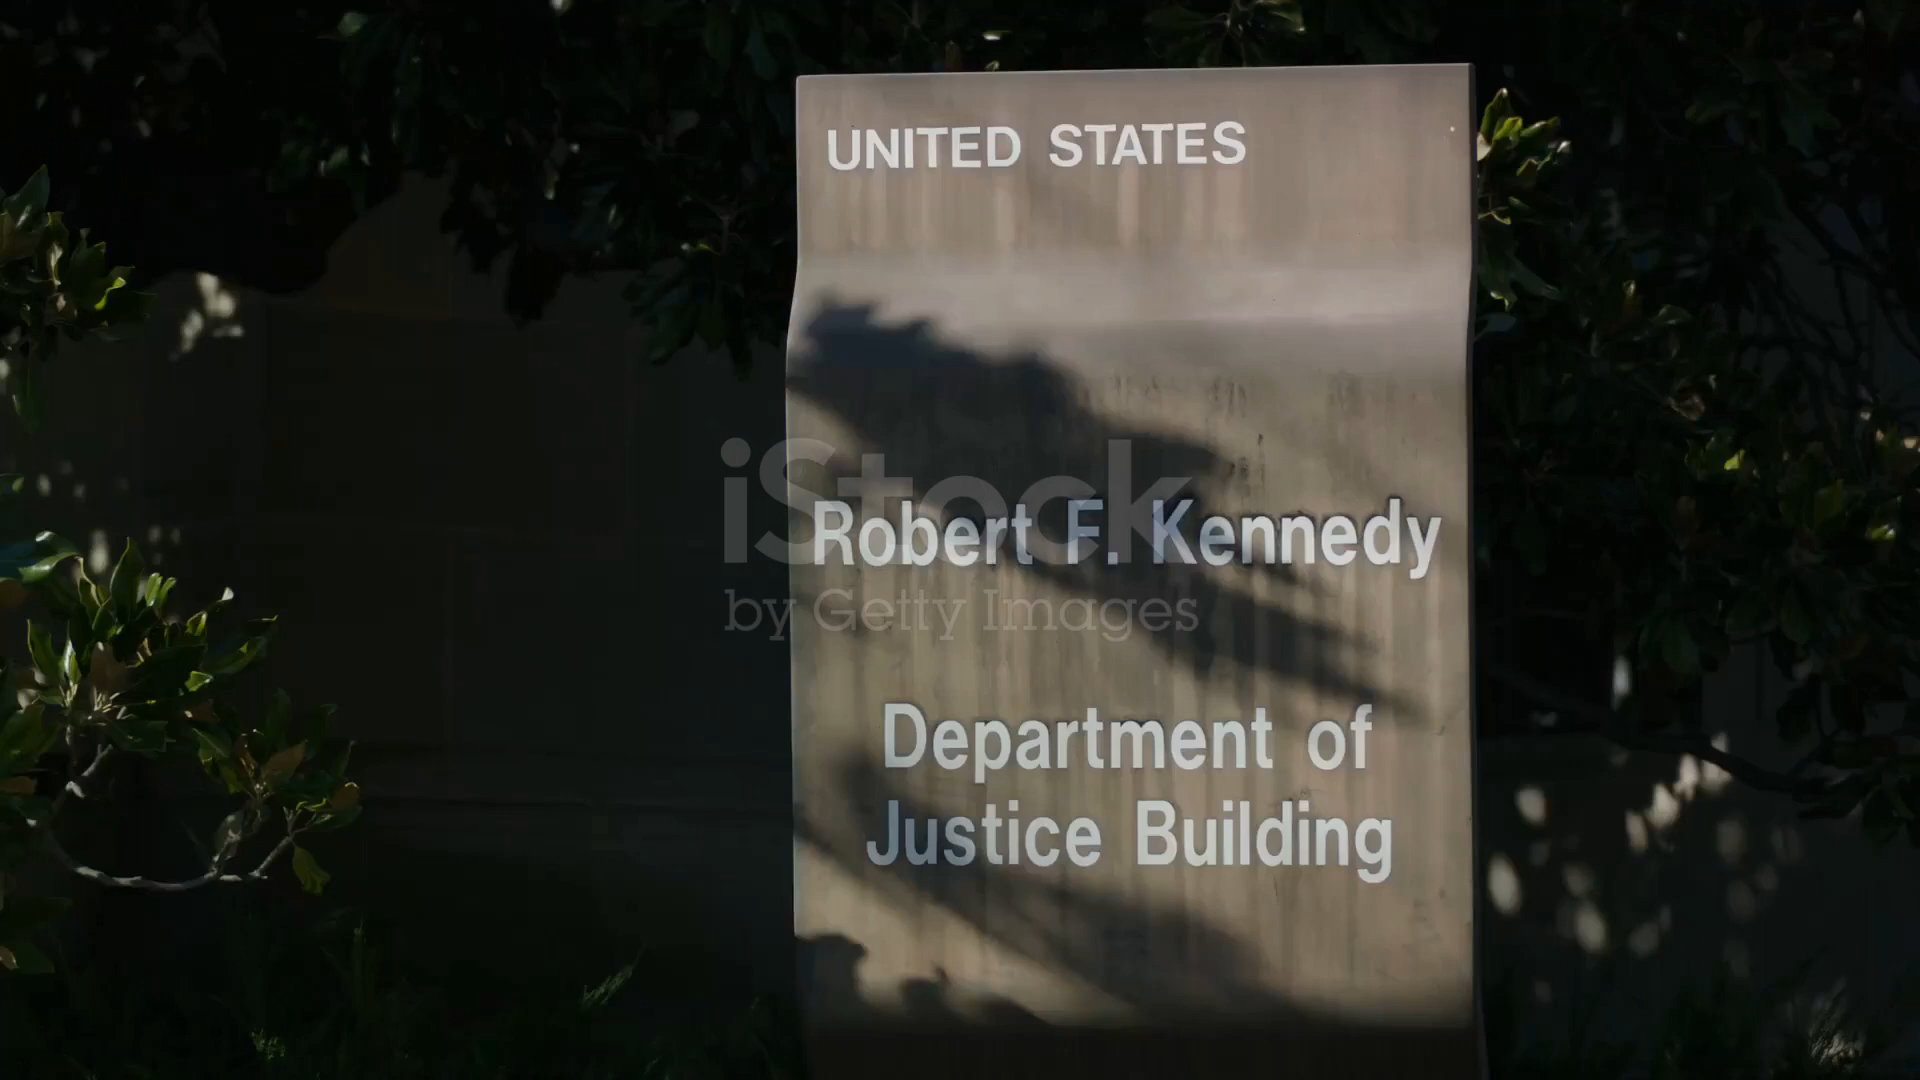 UNITED STATES
iStock
Robert F. Kennedy
by Getty Images
Department of
Justice Building